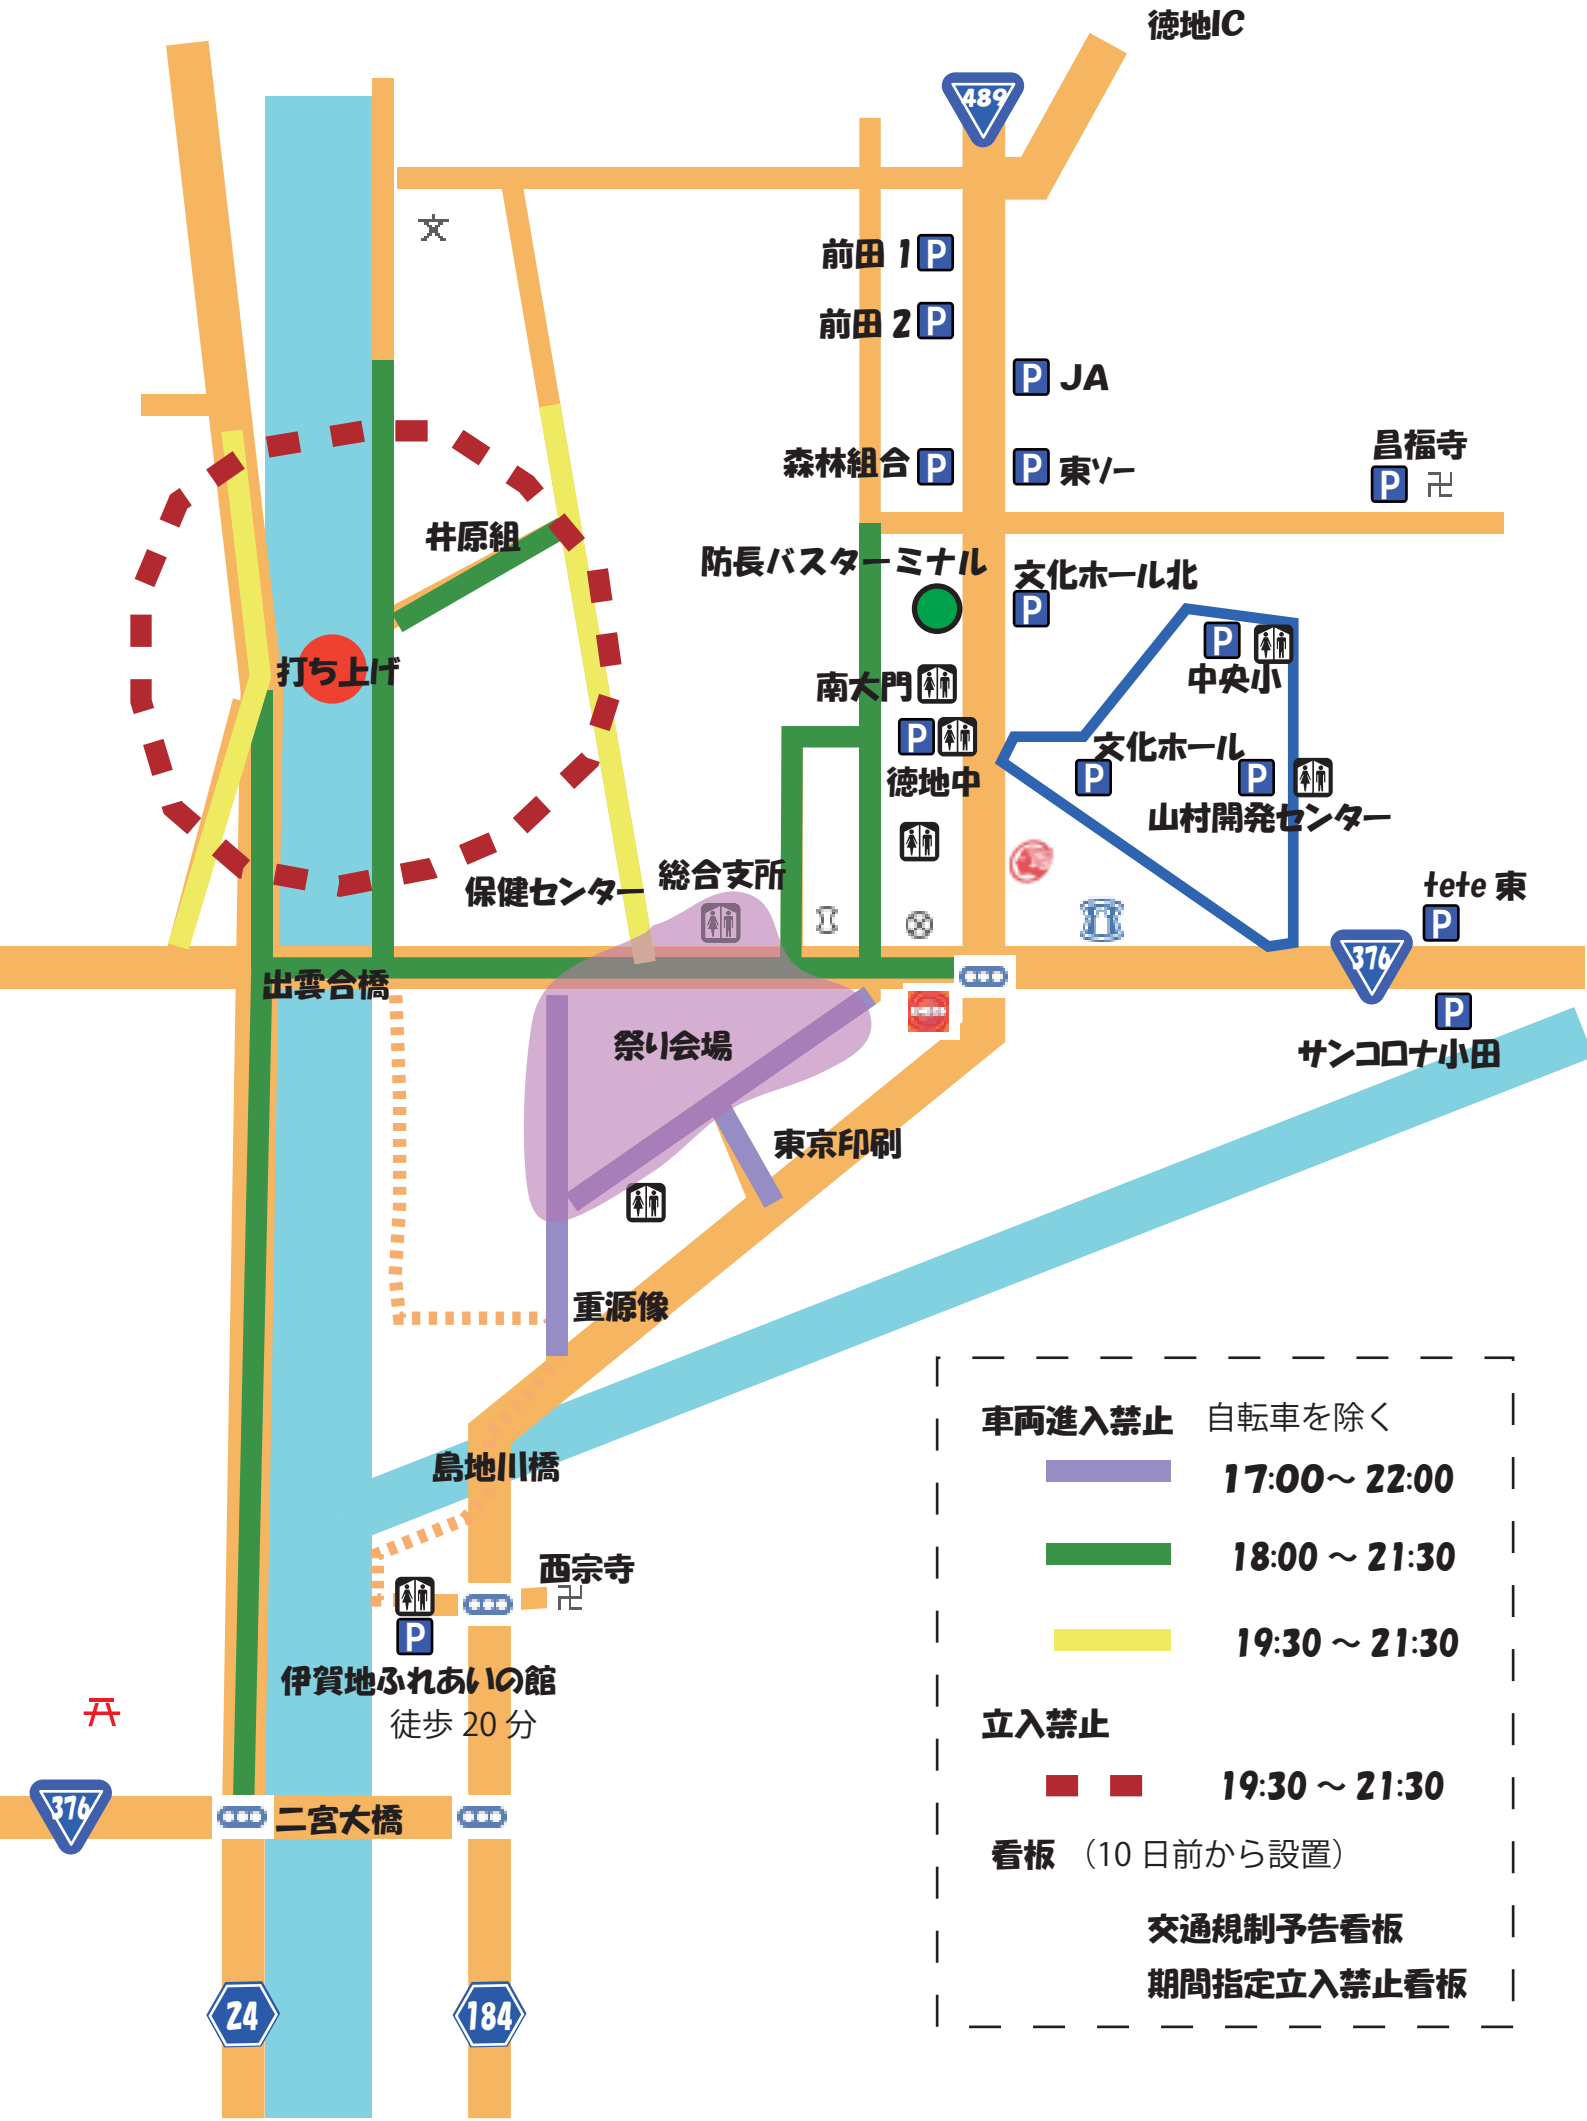 徳地IC
489
前田 1 P
前田 2 P
P JA
森林組合 P
P 東ソー
昌福寺
P
防長バスターミナル
文化ホール北
P
井原組
P
中央小
打ち上げ
南大門
P
徳地中
文化ホール
P
P
山村開発センター
総合支所
保健センター
tete 東
P
376
出雲合橋
P
サンコロナ小田
祭り会場
東京印刷
重源像
島地川橋
西宗寺
P
伊賀地ふれあいの館
徒歩 20 分
376
二宮大橋
24
184
車両進入禁止 自転車を除く
17:00～ 22:00
18:00 ～ 21:30
19:30 ～ 21:30
立入禁止
19:30 ～ 21:30
看板 （10 日前から設置）
交通規制予告看板
期間指定立入禁止看板